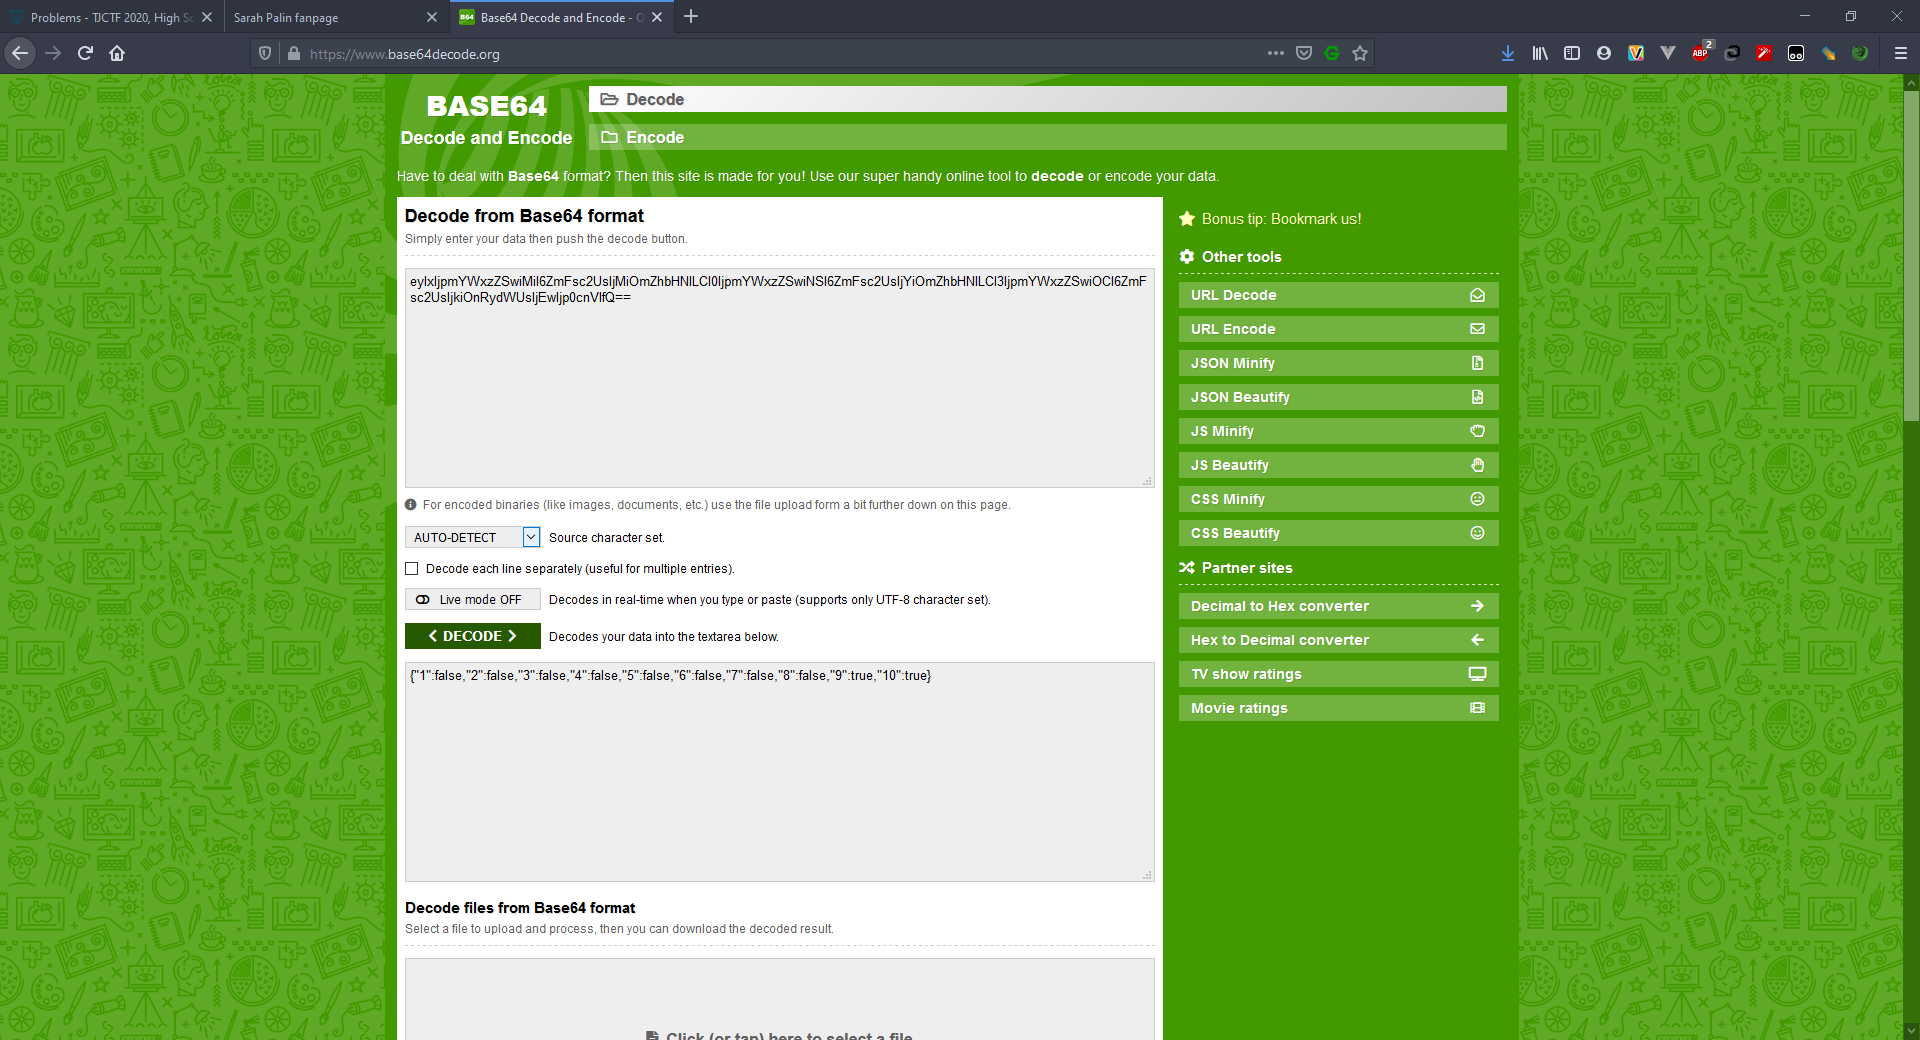 Problems - TJCTF 2020, High Sc
Sarah Palin fanpage
B64 Base64 Decode and Encode - O
https://www.base64decode.org
ABP 2
BASE64
Decode and Encode
Decode
Encode
Have to deal with Base64 format? Then this site is made for you! Use our super handy online tool to decode or encode your data.
Decode from Base64 format
Simply enter your data then push the decode button.
eyIxIjpmYWxzZSwiMiI6ZmFsc2UsIjMiOmZhbHNlLCI0IjpmYWxzZSwiNSI6ZmFsc2UsIjYiOmZhbHNlLCI3IjpmYWxzZSwiOCI6ZmF
sc2UsIjkiOnRydWUsIjEwIjp0cnVlfQ==
For encoded binaries (like images, documents, etc.) use the file upload form a bit further down on this page.
AUTO-DETECT Source character set.
Decode each line separately (useful for multiple entries).
Live mode OFF Decodes in real-time when you type or paste (supports only UTF-8 character set).
DECODE Decodes your data into the textarea below.
{"1":false,"2":false,"3":false,"4":false,"5":false,"6":false,"7":false,"8":false,"9":true,"10":true}
Decode files from Base64 format
Select a file to upload and process, then you can download the decoded result.
Click (or tap) here to select a file
Bonus tip: Bookmark us!
Other tools
URL Decode
URL Encode
JSON Minify
JSON Beautify
JS Minify
JS Beautify
CSS Minify
CSS Beautify
Partner sites
Decimal to Hex converter
Hex to Decimal converter
TV show ratings
Movie ratings